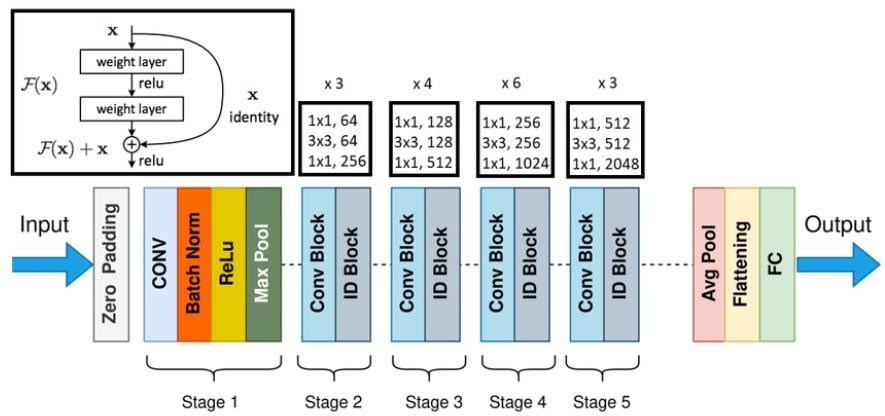 x
weight layer
relu
F(x)
weight layer
x
identity
F(x) + x
relu
x 3
1x1, 64
3x3, 64
1x1, 256
x 4
1x1, 128
3x3, 128
1x1, 512
x 6
1x1, 256
3x3, 256
1x1, 1024
x 3
1x1, 512
3x3, 512
1x1, 2048
Input
Zero Padding
CONV
Batch Norm
ReLu
Max Pool
Conv Block
ID Block
Conv Block
ID Block
Conv Block
ID Block
Conv Block
ID Block
Avg Pool
Flattening
FC
Output
Stage 1
Stage 2
Stage 3
Stage 4
Stage 5